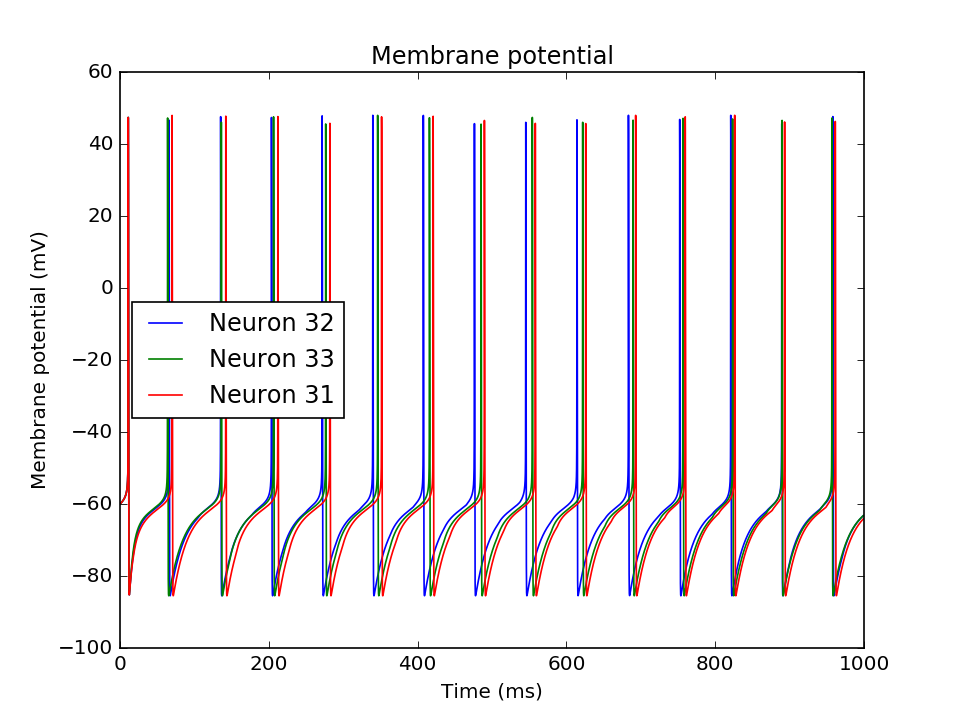 Membrane potential
Membrane potential (mV)
60
40
20
0
−20
−40
−60
−80
−100
Neuron 32
Neuron 33
Neuron 31
0 200 400 600 800 1000
Time (ms)